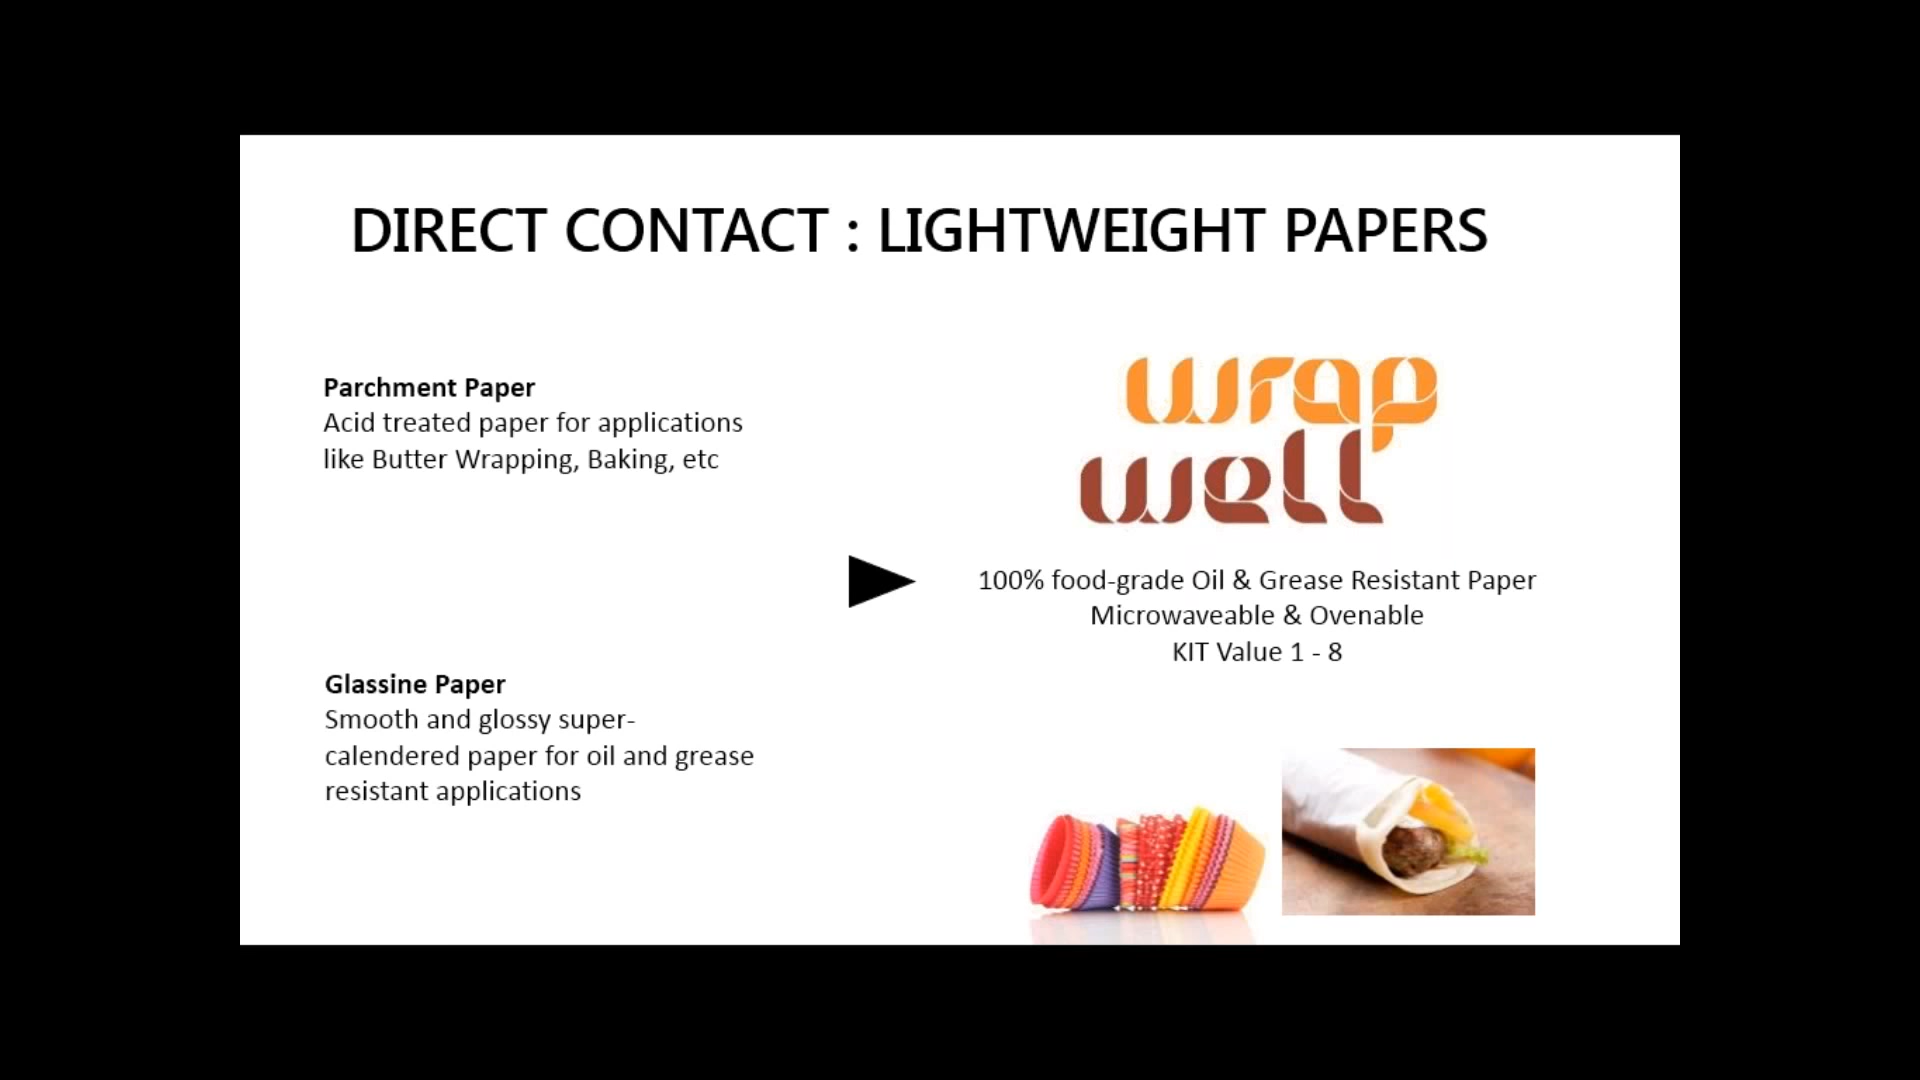 DIRECT CONTACT : LIGHTWEIGHT PAPERS
Parchment Paper
Acid treated paper for applications
like Butter Wrapping, Baking, etc
Glassine Paper
Smooth and glossy super-
calendered paper for oil and grease
resistant applications
wrap
well
100% food-grade Oil & Grease Resistant Paper
Microwaveable & Ovenable
KIT Value 1 - 8